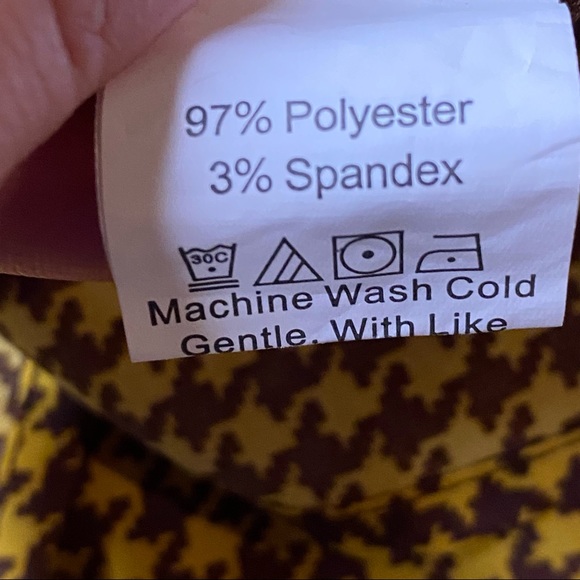 97% Polyester
3% Spandex
30C
Machine Wash Cold
Gentle. With Like